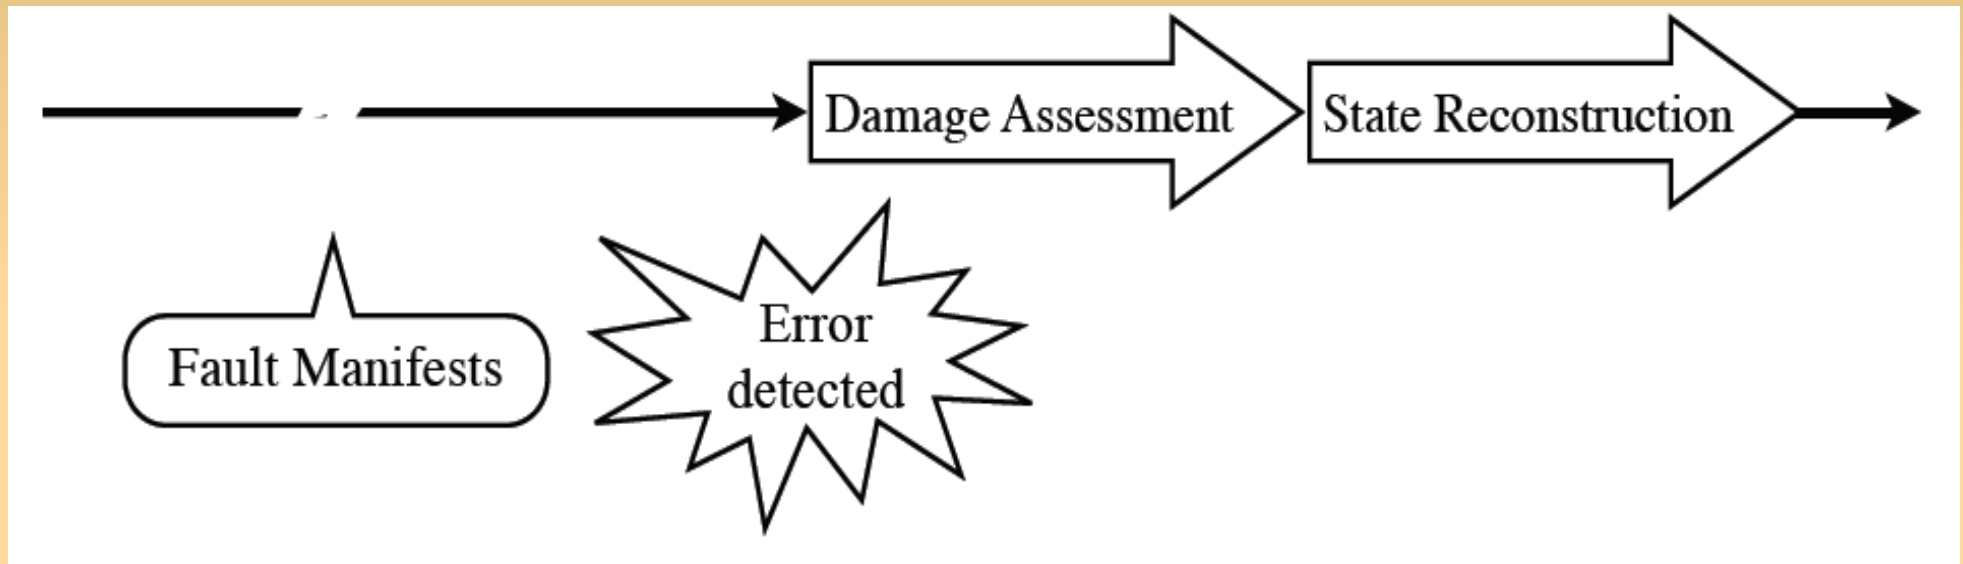 Damage Assessment
State Reconstruction
Fault Manifests
Error
detected